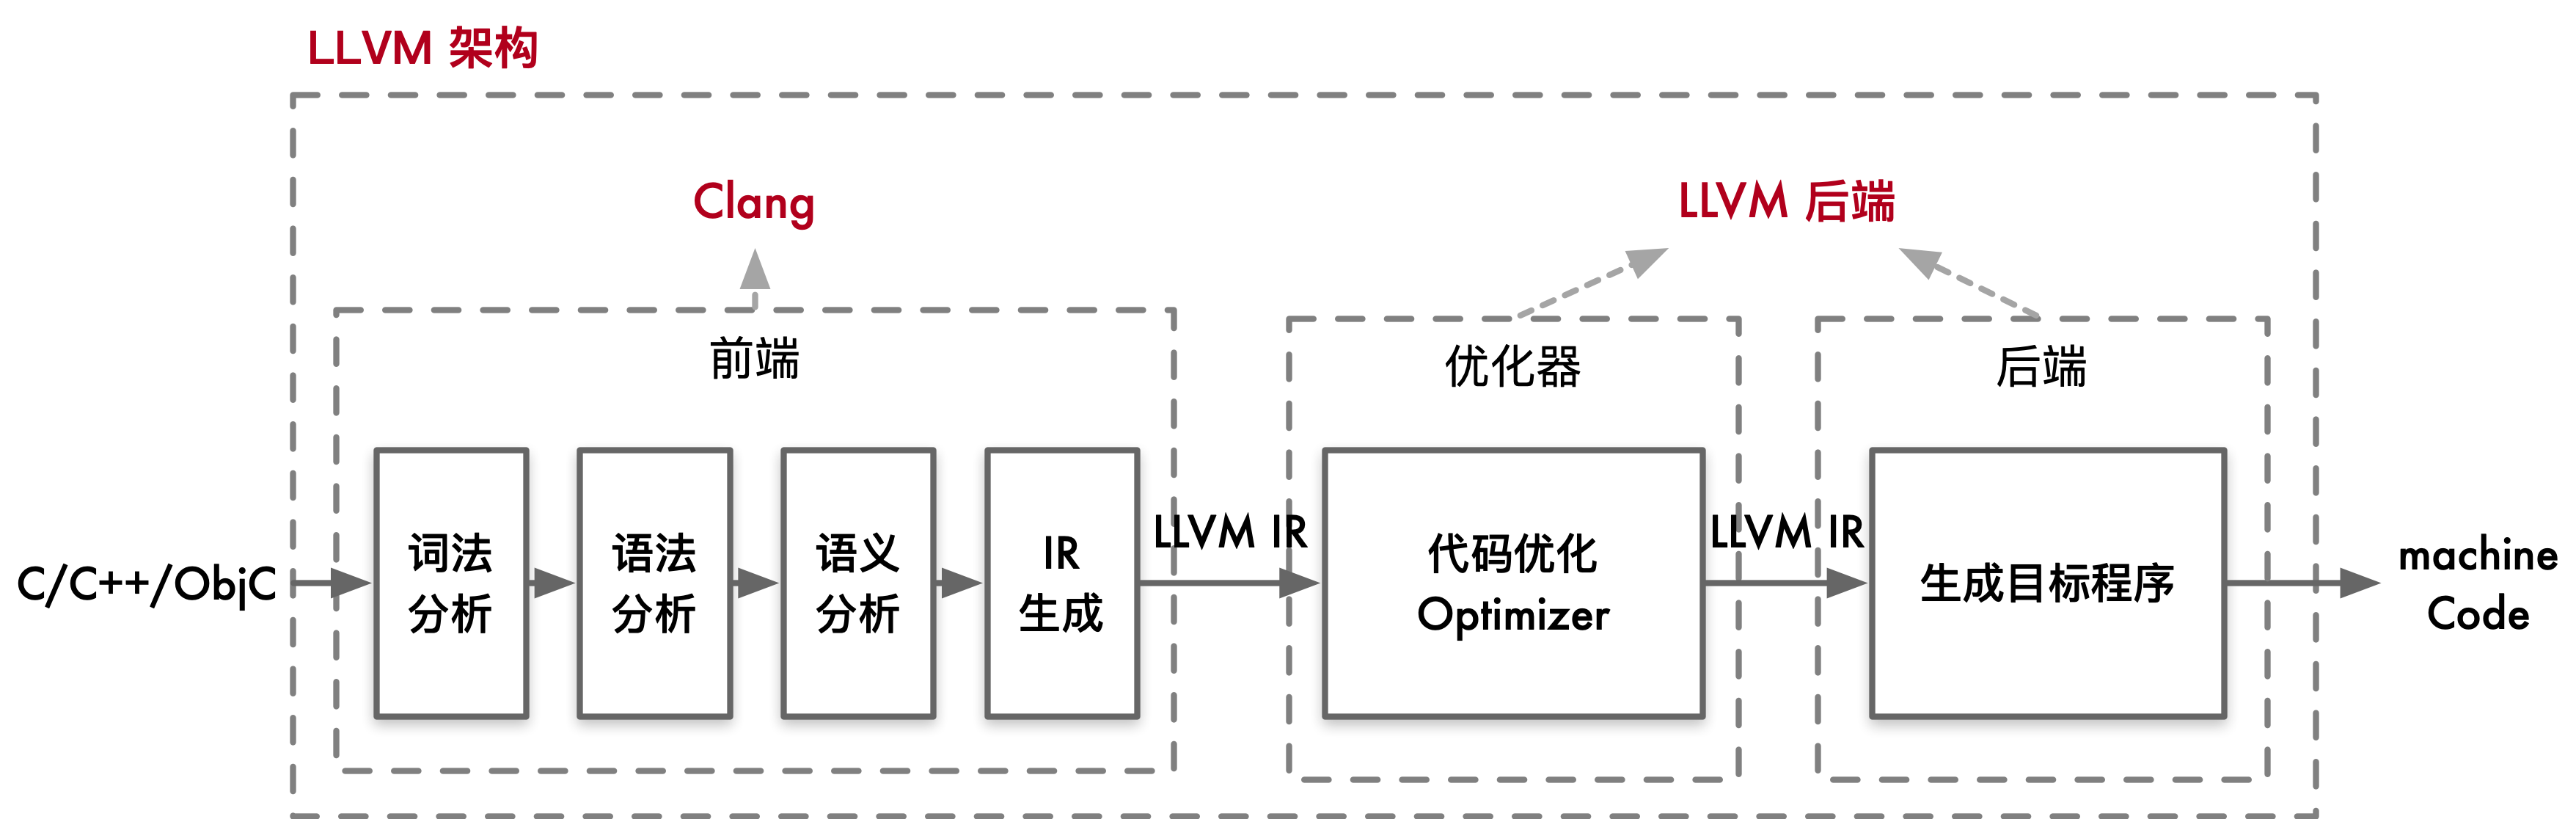 LLVM 架构
Clang
LLVM 后端
前端
优化器
后端
C/C++/ObjC
词法
分析
语法
分析
语义
分析
IR
生成
LLVM IR
代码优化
Optimizer
LLVM IR
生成目标程序
machine
Code